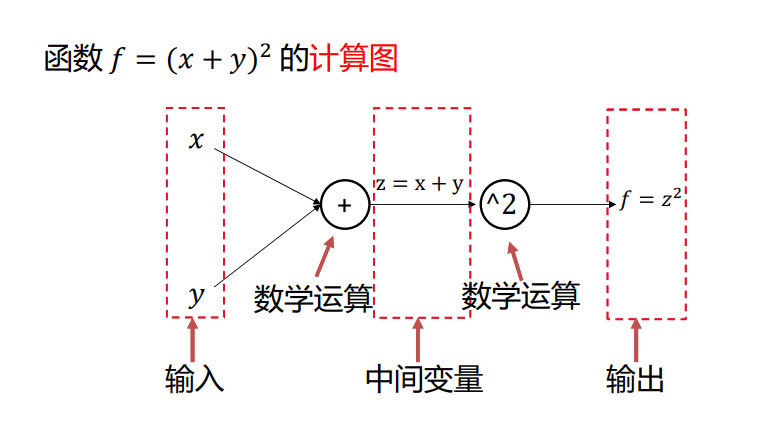 函数 f = (x + y)² 的计算图
x
+
z = x + y
^2
f = z²
y
数学运算
数学运算
输入
中间变量
输出